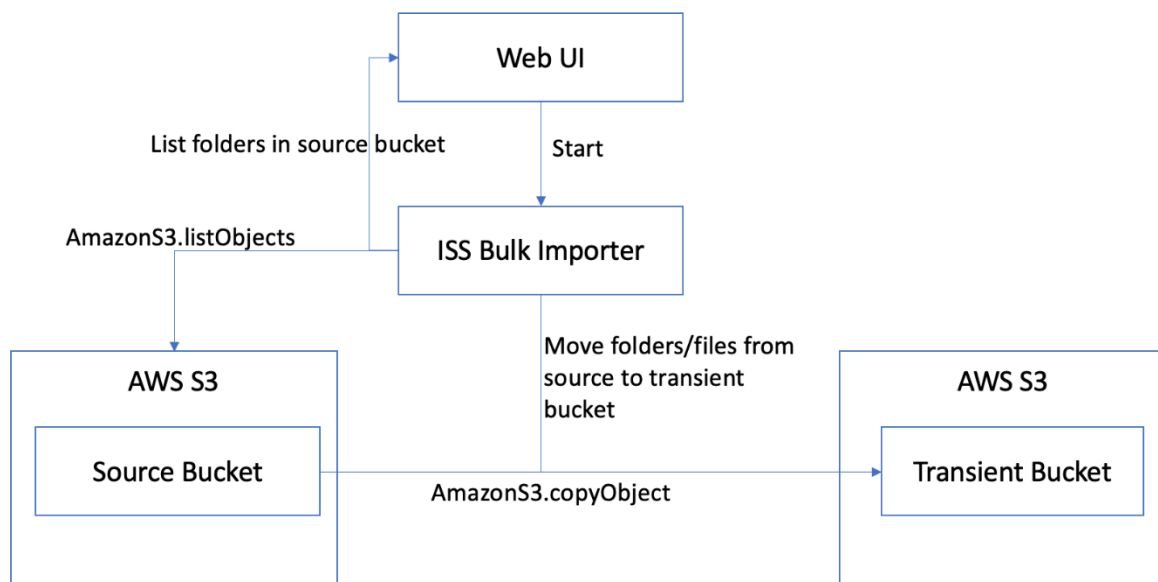 Web UI
List folders in source bucket
Start
AmazonS3.listObjects
ISS Bulk Importer
Move folders/files from
source to transient
bucket
AWS S3
AWS S3
Source Bucket
Transient Bucket
AmazonS3.copyObject